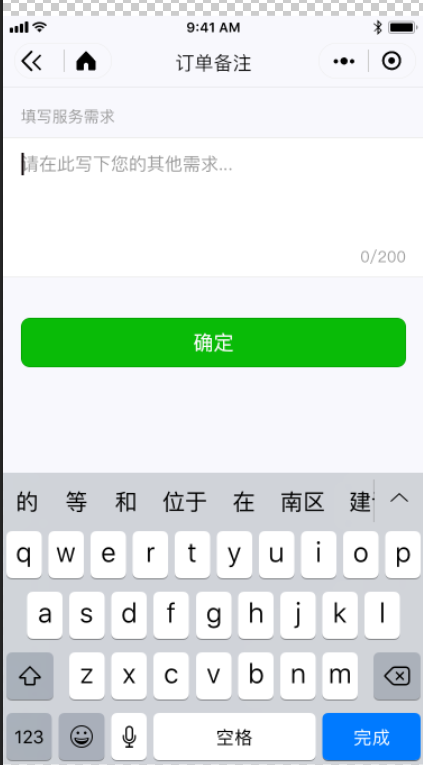 9:41 AM
订单备注
填写服务需求
请在此写下您的其他需求...
0/200
确定
的 等 和 位于 在 南区 建
q w e r t y u i o p
a s d f g h j k l
z x c v b n m
123 空格 完成